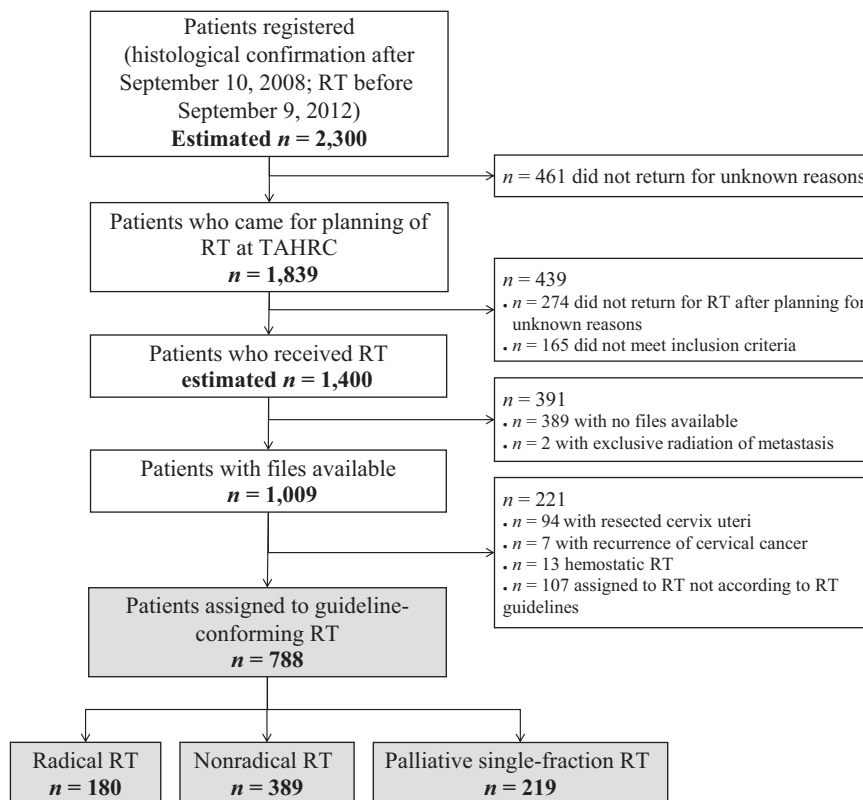 Patients registered
(histological confirmation after
September 10, 2008; RT before
September 9, 2012)
Estimated n = 2,300
n = 461 did not return for unknown reasons
Patients who came for planning of
RT at TAHRC
n = 1,839
n = 439
• n = 274 did not return for RT after planning for
unknown reasons
• n = 165 did not meet inclusion criteria
Patients who received RT
estimated n = 1,400
n = 391
• n = 389 with no files available
• n = 2 with exclusive radiation of metastasis
Patients with files available
n = 1,009
n = 221
• n = 94 with resected cervix uteri
• n = 7 with recurrence of cervical cancer
• n = 13 hemostatic RT
• n = 107 assigned to RT not according to RT
guidelines
Patients assigned to guideline-
conforming RT
n = 788
Radical RT
n = 180
Nonradical RT
n = 389
Palliative single-fraction RT
n = 219